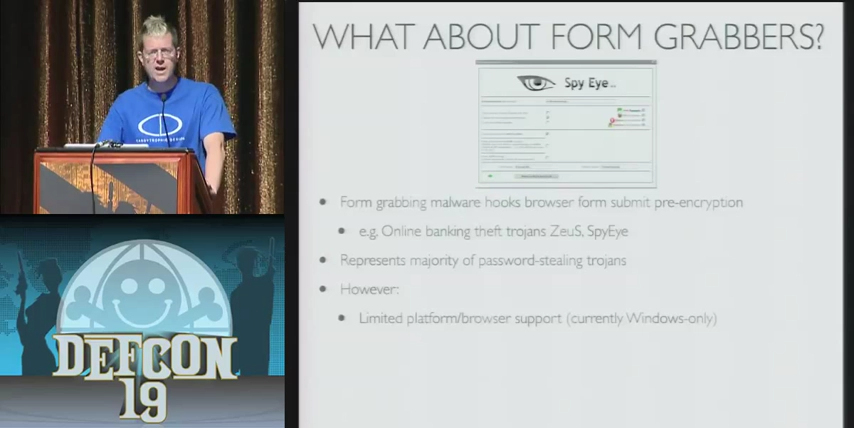 WHAT ABOUT FORM GRABBERS?
Spy Eye
Form grabbing malware hooks browser form submit pre-encryption
e.g. Online banking theft trojans ZeuS, SpyEye
Represents majority of password-stealing trojans
However:
Limited platform/browser support (currently Windows-only)
DEFCON
19